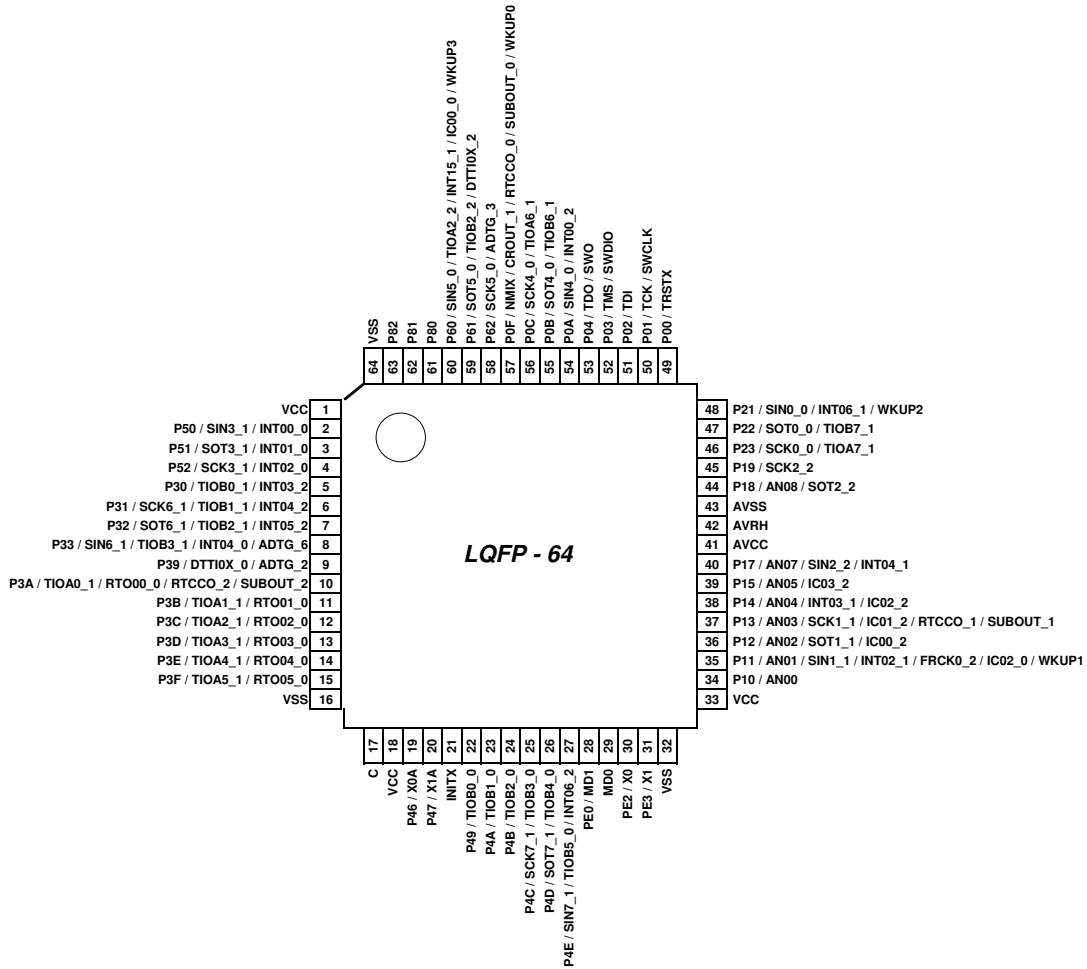 64 VSS
63 P82
62 P81
61 P80
60 P60 / SIN5_0 / TIOA2_2 / INT15_1 / IC00_0 / WKUP3
59 P61 / SOT5_0 / TIOB2_2 / DTTI0X_2
58 P62 / SCK5_0 / ADTG_3
57 P0F / NMIX / CROUT_1 / RTCCO_0 / SUBOUT_0 / WKUP0
56 P0C / SCK4_0 / TIOA6_1
55 P0B / SOT4_0 / TIOB6_1
54 P0A / SIN4_0 / INT00_2
53 P04 / TDO / SWO
52 P03 / TMS / SWDIO
51 P02 / TDI
50 P01 / TCK / SWCLK
49 P00 / TRSTX
VCC 1
P50 / SIN3_1 / INT00_0 2
P51 / SOT3_1 / INT01_0 3
P52 / SCK3_1 / INT02_0 4
P30 / TIOB0_1 / INT03_2 5
P31 / SCK6_1 / TIOB1_1 / INT04_2 6
P32 / SOT6_1 / TIOB2_1 / INT05_2 7
P33 / SIN6_1 / TIOB3_1 / INT04_0 / ADTG_6 8
P39 / DTTI0X_0 / ADTG_2 9
P3A / TIOA0_1 / RTO00_0 / RTCCO_2 / SUBOUT_2 10
P3B / TIOA1_1 / RTO01_0 11
P3C / TIOA2_1 / RTO02_0 12
P3D / TIOA3_1 / RTO03_0 13
P3E / TIOA4_1 / RTO04_0 14
P3F / TIOA5_1 / RTO05_0 15
VSS 16
LQFP - 64
48 P21 / SIN0_0 / INT06_1 / WKUP2
47 P22 / SOT0_0 / TIOB7_1
46 P23 / SCK0_0 / TIOA7_1
45 P19 / SCK2_2
44 P18 / AN08 / SOT2_2
43 AVSS
42 AVRH
41 AVCC
40 P17 / AN07 / SIN2_2 / INT04_1
39 P15 / AN05 / IC03_2
38 P14 / AN04 / INT03_1 / IC02_2
37 P13 / AN03 / SCK1_1 / IC01_2 / RTCCO_1 / SUBOUT_1
36 P12 / AN02 / SOT1_1 / IC00_2
35 P11 / AN01 / SIN1_1 / INT02_1 / FRCK0_2 / IC02_0 / WKUP1
34 P10 / AN00
33 VCC
17 C
18 VCC
19 P46 / X0A
20 P47 / X1A
21 INITX
22 P49 / TIOB0_0
23 P4A / TIOB1_0
24 P4B / TIOB2_0
25 P4C / SCK7_1 / TIOB3_0
26 P4D / SOT7_1 / TIOB4_0
27 P4E / SIN7_1 / TIOB5_0 / INT06_2
28 PE0 / MD1
29 MD0
30 PE2 / X0
31 PE3 / X1
32 VSS